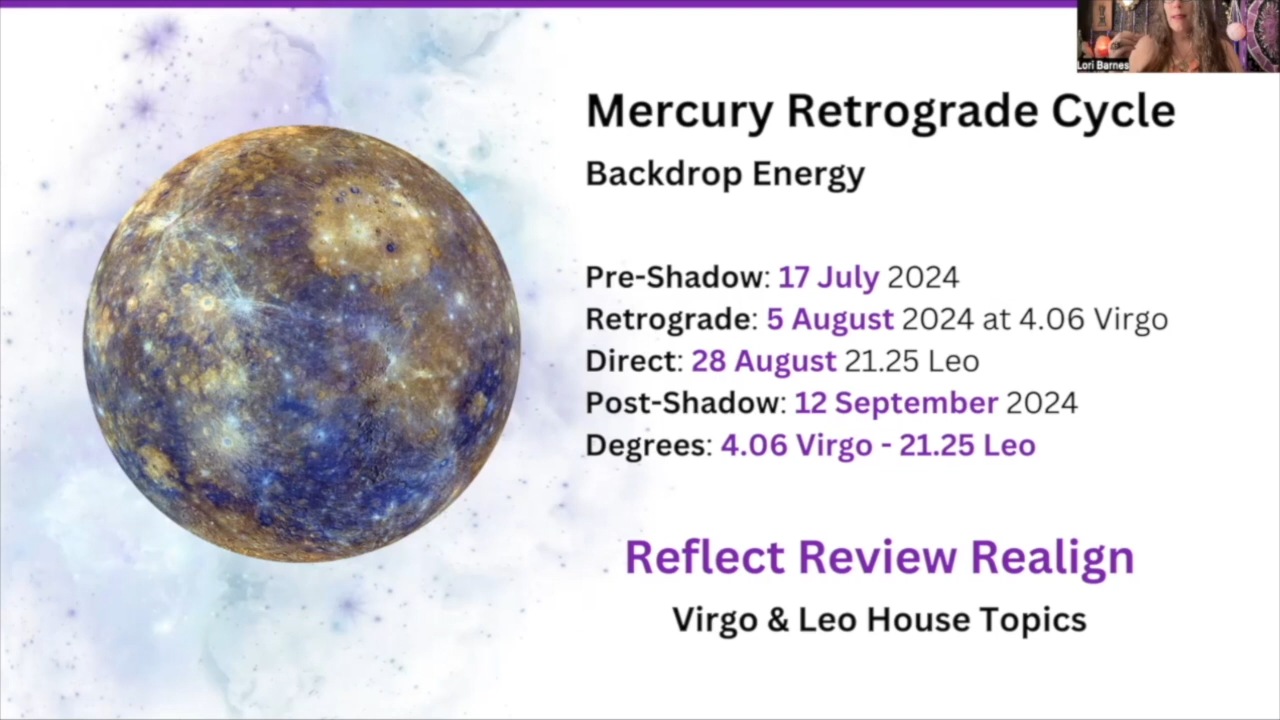 Lori Barnes
Mercury Retrograde Cycle
Backdrop Energy
Pre-Shadow: 17 July 2024
Retrograde: 5 August 2024 at 4.06 Virgo
Direct: 28 August 21.25 Leo
Post-Shadow: 12 September 2024
Degrees: 4.06 Virgo - 21.25 Leo
Reflect Review Realign
Virgo & Leo House Topics